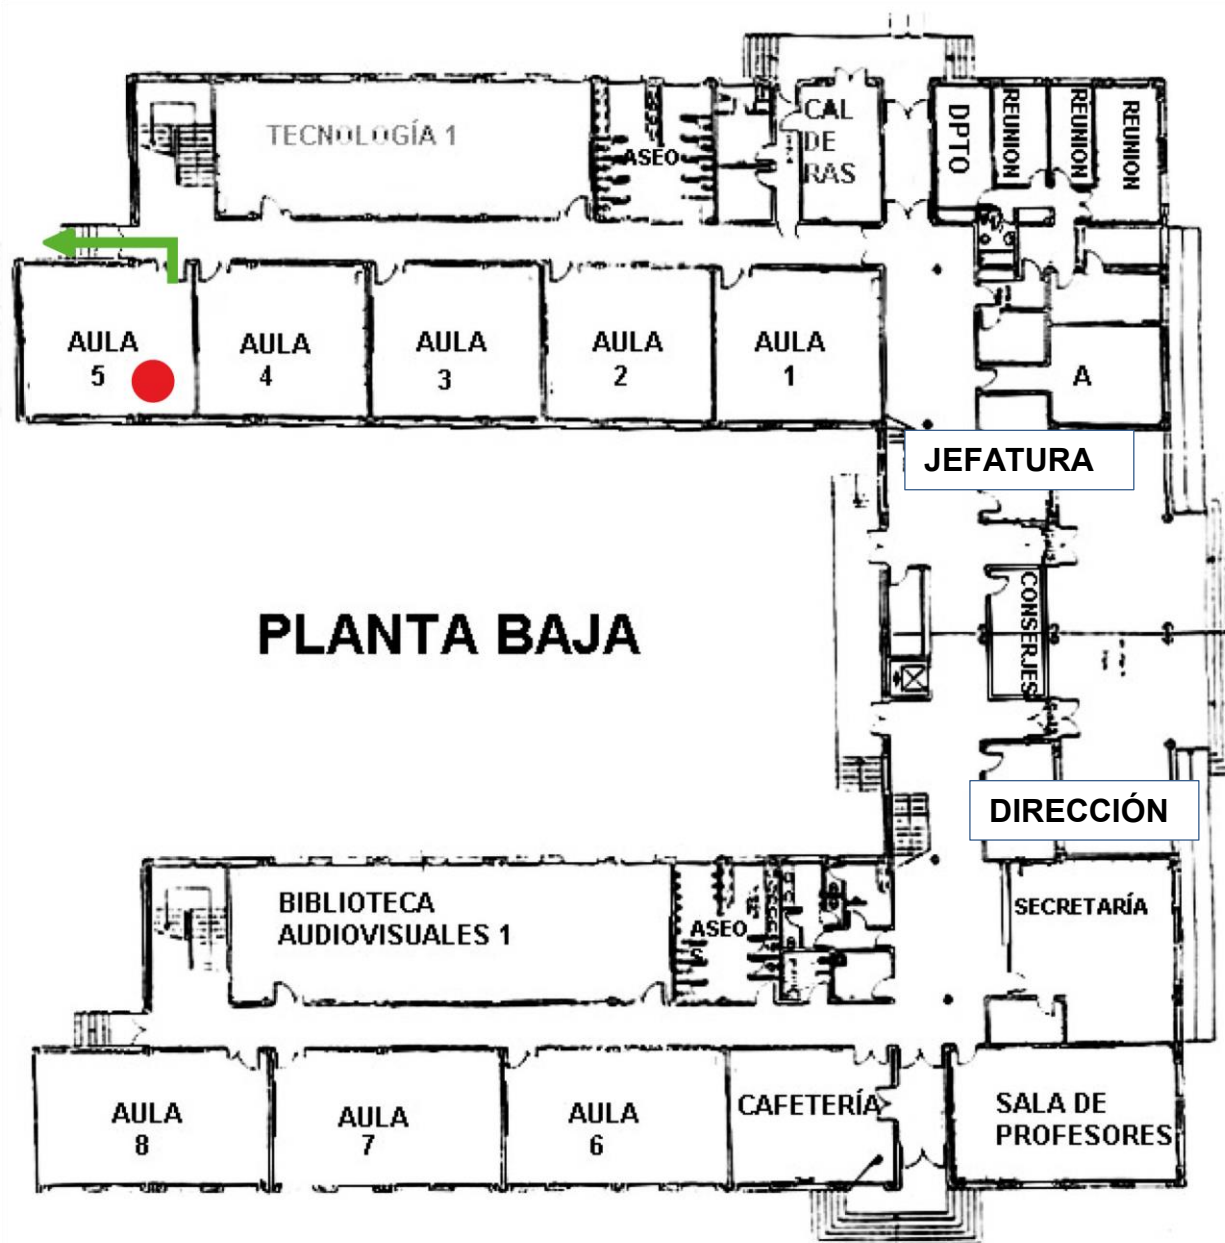 TECNOLOGÍA 1
ASEO
CAL
DE
RAS
DPTO
REUNION
REUNION
REUNION
AULA
5
AULA
4
AULA
3
AULA
2
AULA
1
A
JEFATURA
PLANTA BAJA
CONSERJES
DIRECCIÓN
BIBLIOTECA
AUDIOVISUALES 1
ASEO
SECRETARÍA
AULA
8
AULA
7
AULA
6
CAFETERÍA
SALA DE
PROFESORES